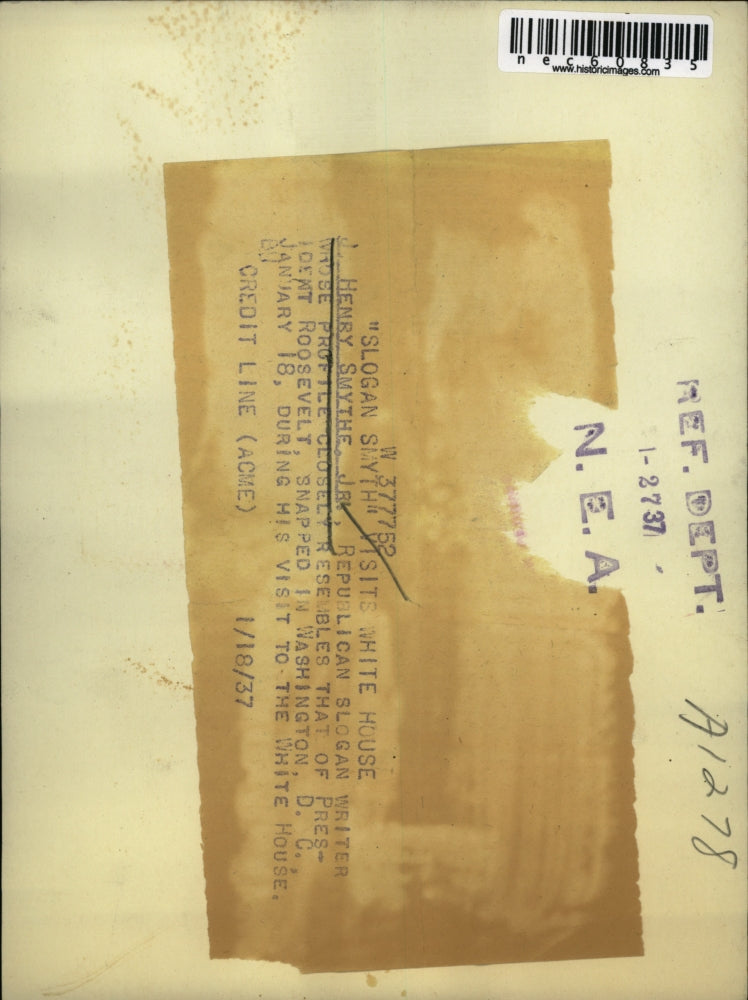 nec60835
www.historicimages.com
REF. DEPT.
1-27 37
N. E. A.
A1278
W 377752
"SLOGAN SMYTH" VISITS WHITE HOUSE
J. HENRY SMYTHE, JR., REPUBLICAN SLOGAN WRITER
WHOSE PROFILE CLOSELY RESEMBLES THAT OF PRES-
IDENT ROOSEVELT, SNAPPED IN WASHINGTON, D. C.,
JANUARY 18, DURING HIS VISIT TO THE WHITE HOUSE.
BU
CREDIT LINE (ACME) 1/18/37